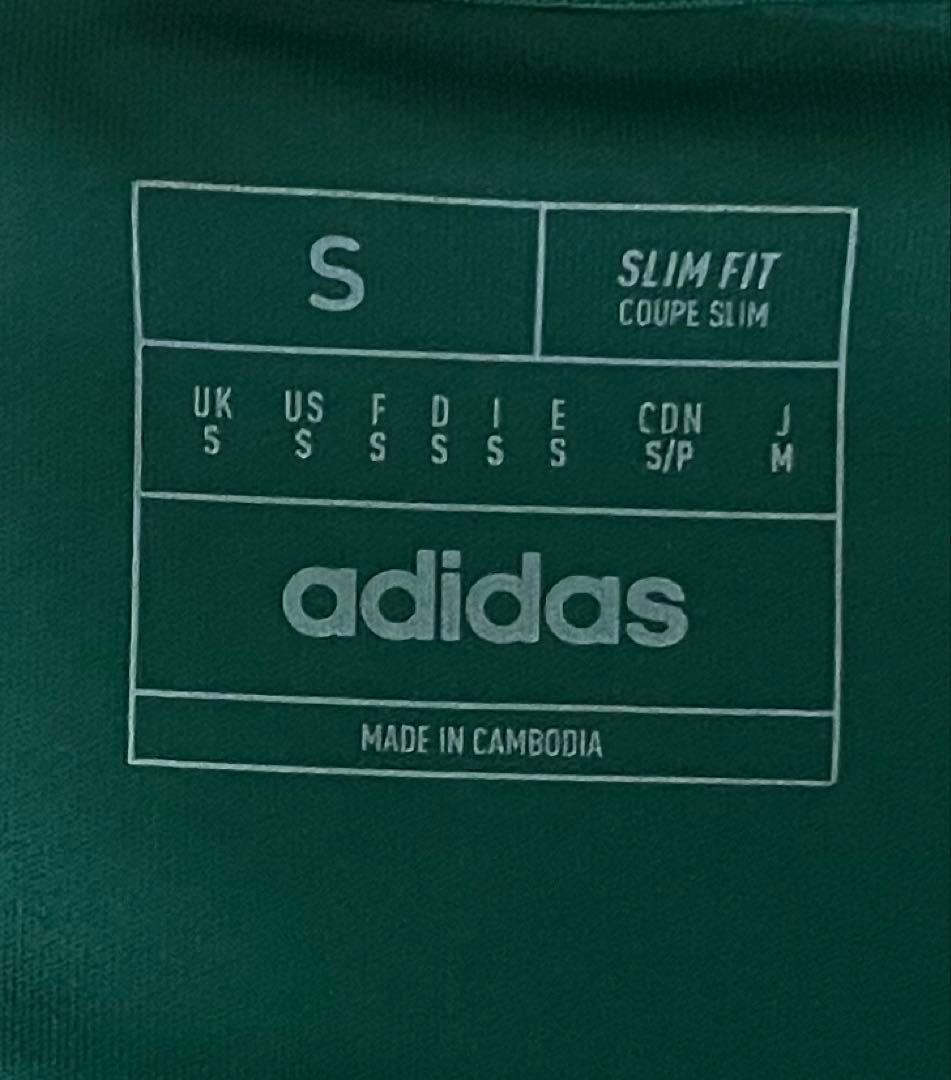 S
SLIM FIT
COUPE SLIM
UK US F D I E CDN J
S S S S S S S/P M
adidas
MADE IN CAMBODIA